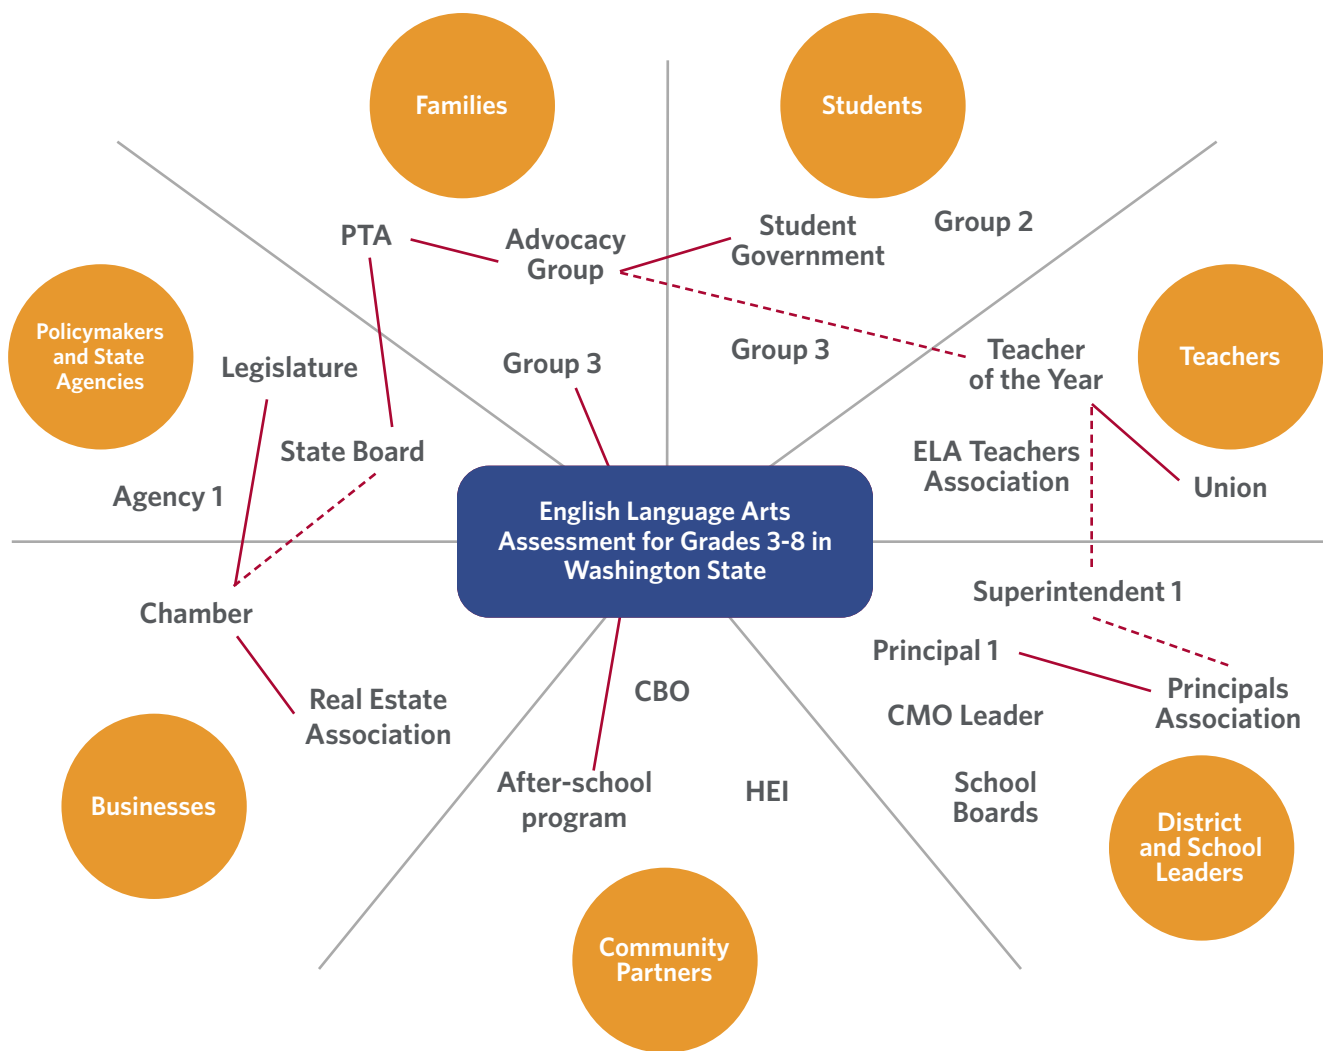 Families
Students
PTA
Advocacy
Group
Student
Government
Group 2
Policymakers
and State
Agencies
Legislature
Group 3
Group 3
Teacher
of the Year
Teachers
State Board
Agency 1
ELA Teachers
Association
Union
English Language Arts
Assessment for Grades 3-8 in
Washington State
Chamber
Superintendent 1
Principal 1
Principals
Association
CMO Leader
School
Boards
Real Estate
Association
CBO
After-school
program
HEI
Businesses
District
and School
Leaders
Community
Partners